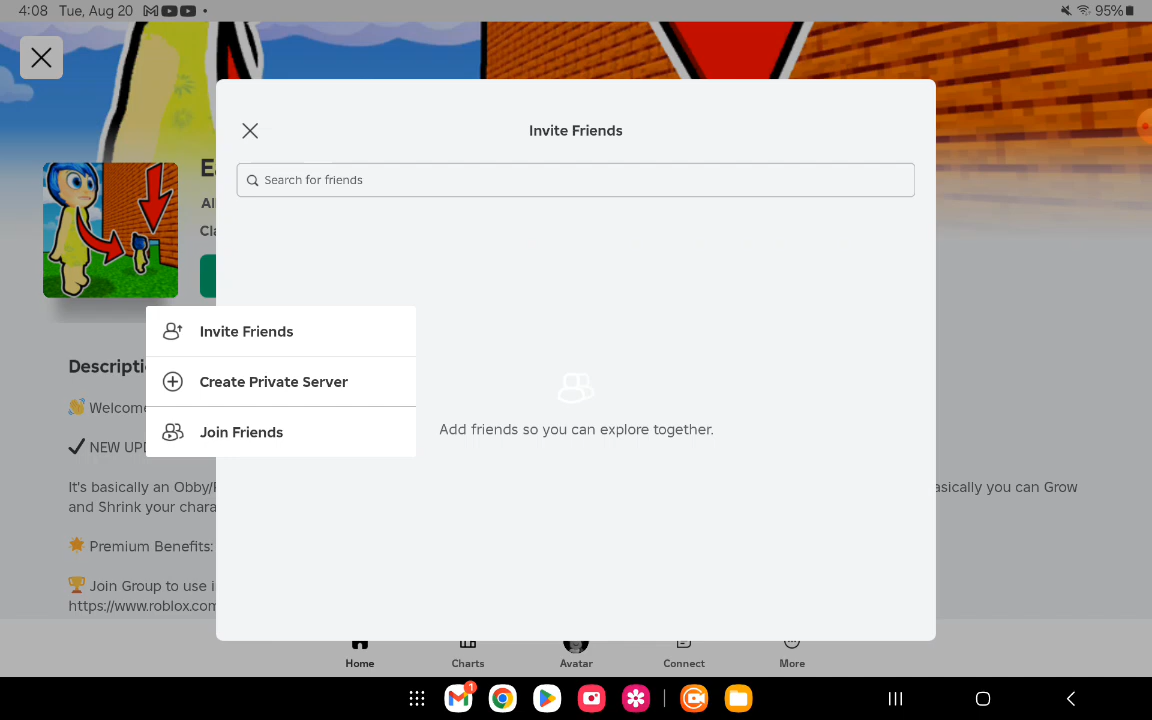 4:08 Tue, Aug 20
95%
Invite Friends
Search for friends
Invite Friends
Create Private Server
Join Friends
Add friends so you can explore together.
Descripti
Welcome
NEW UP
It's basically an Obby/
asically you can Grow
and Shrink your chara
Premium Benefits:
Join Group to use i
https://www.roblox.com
Home
Charts
Avatar
Connect
More
1